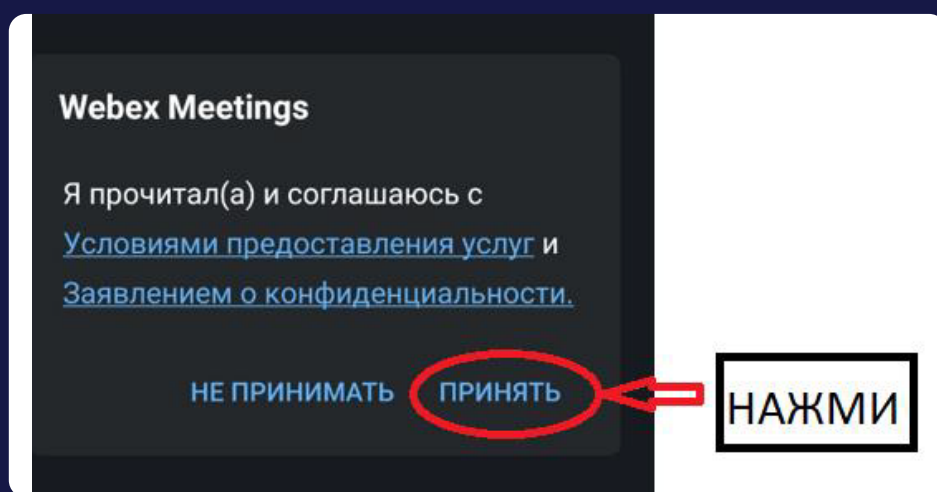 Webex Meetings
Я прочитал(а) и соглашаюсь с
Условиями предоставления услуг и
Заявлением о конфиденциальности.
НЕ ПРИНИМАТЬ ПРИНЯТЬ
НАЖМИ